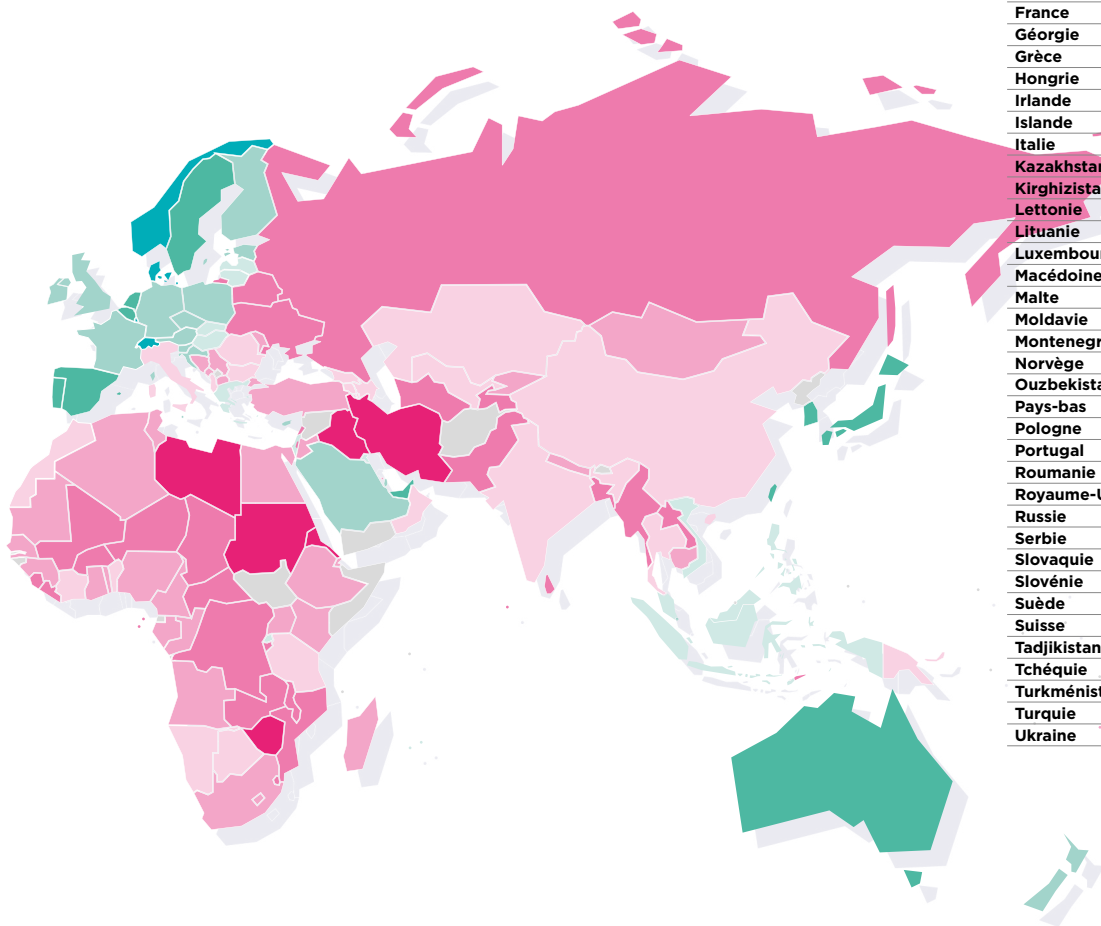 France
Géorgie
Grèce
Hongrie
Irlande
Islande
Italie
Kazakhstan
Kirghizista
Lettonie
Lituanie
Luxembour
Macédoine
Malte
Moldavie
Montenegr
Norvège
Ouzbekista
Pays-bas
Pologne
Portugal
Roumanie
Royaume-U
Russie
Serbie
Slovaquie
Slovénie
Suède
Suisse
Tadjikistan
Tchéquie
Turkménist
Turquie
Ukraine